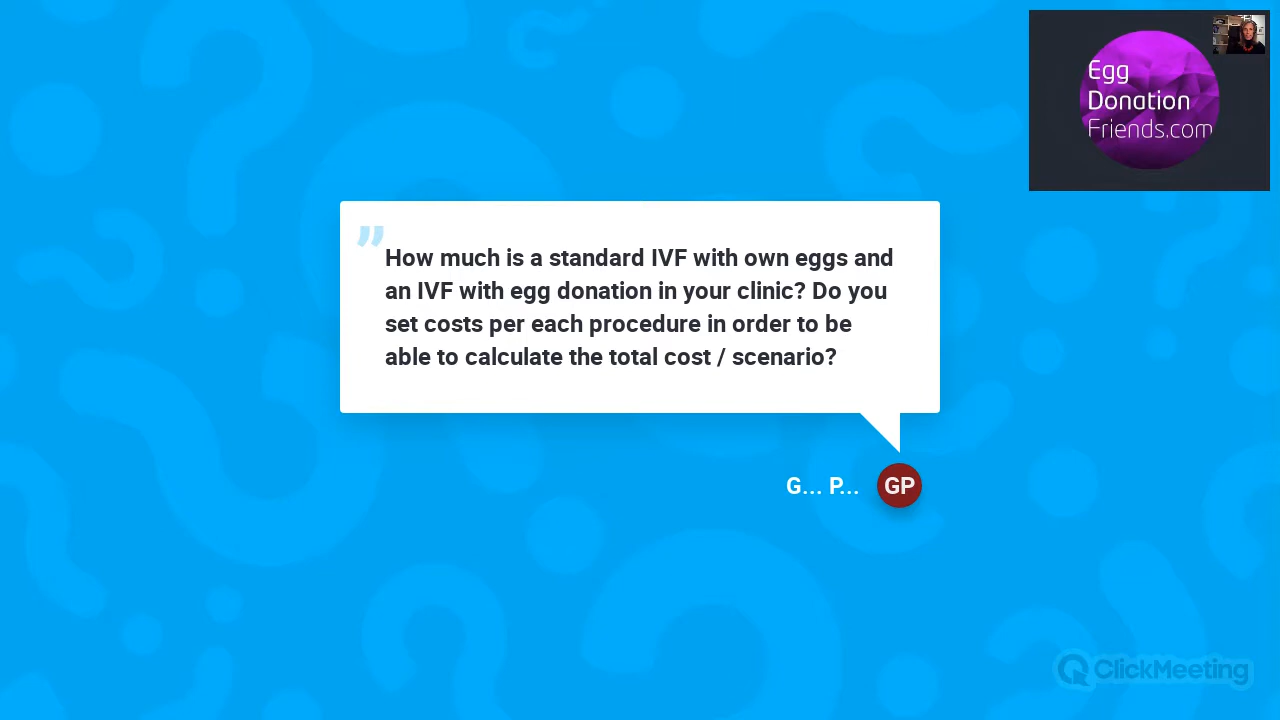 Egg
Donation
Friends.com
”
How much is a standard IVF with own eggs and
an IVF with egg donation in your clinic? Do you
set costs per each procedure in order to be
able to calculate the total cost / scenario?
G... P... GP
ClickMeeting